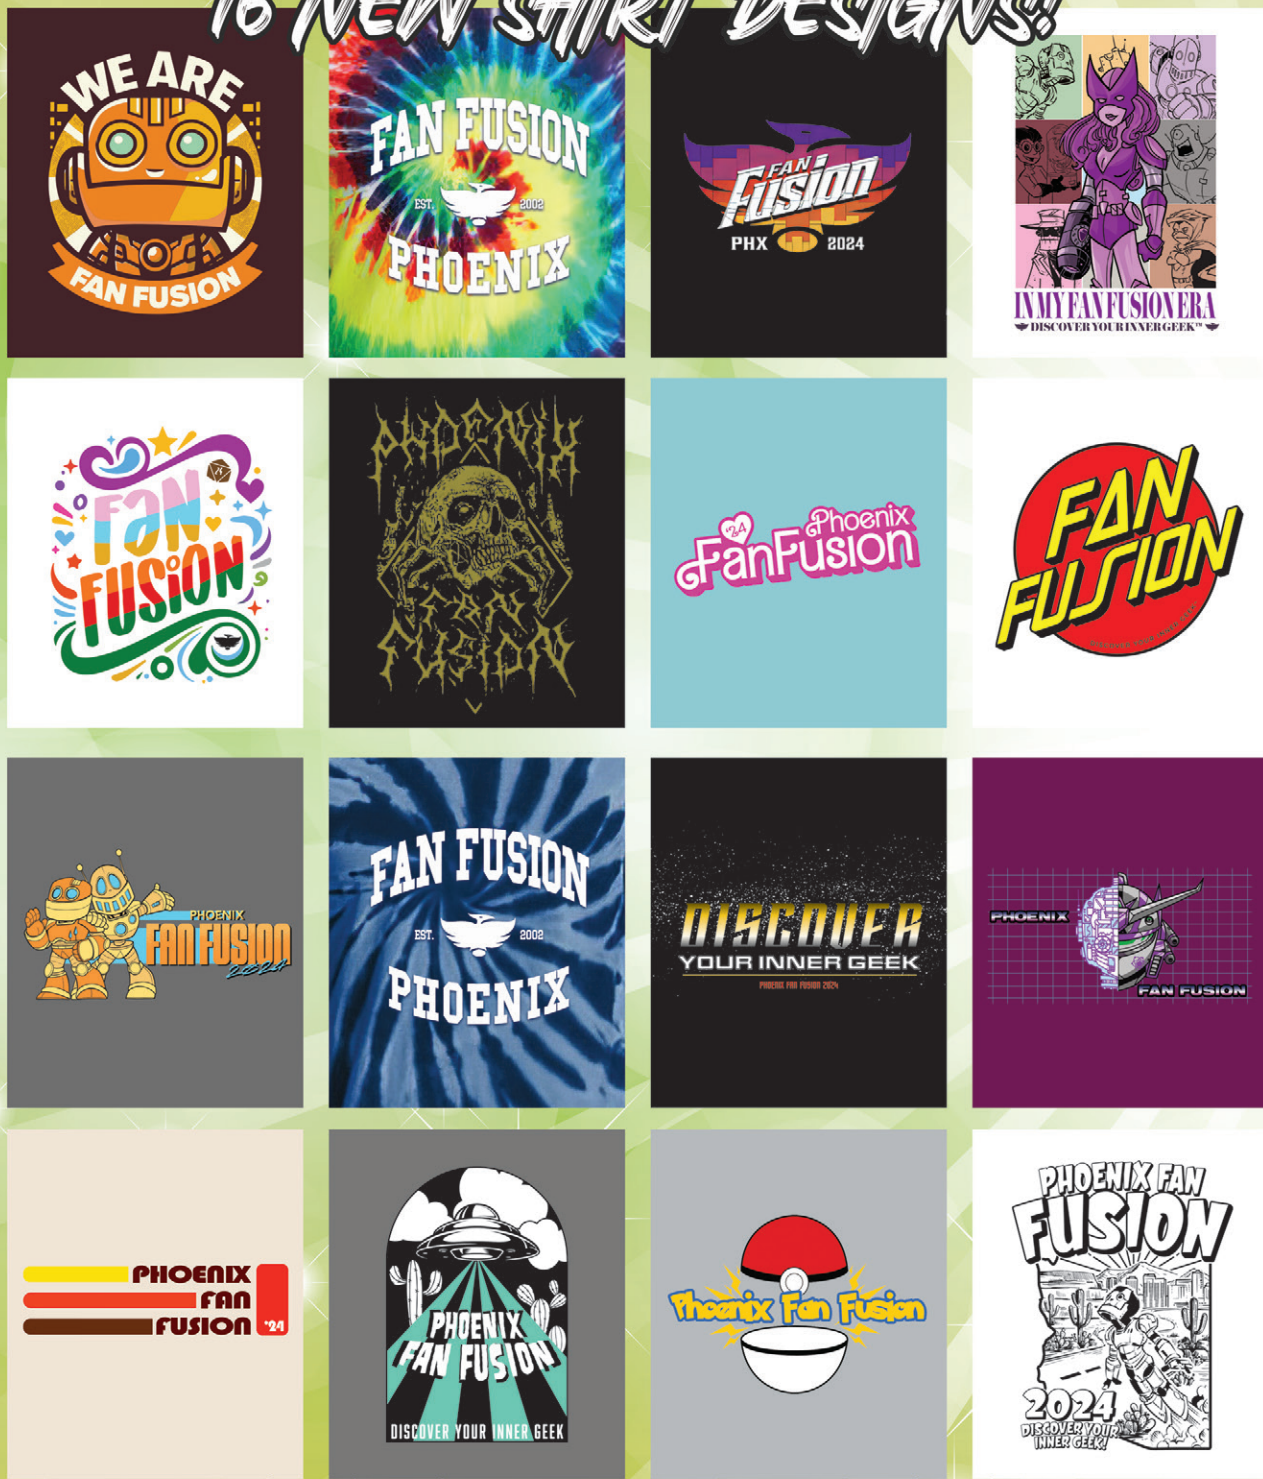 16 NEW SHIRT DESIGNS!
WE ARE
FAN FUSION
FAN FUSION
EST. 2002
PHOENIX
FAN
Fusion
PHX 2024
IN MY FAN FUSION ERA
DISCOVER YOUR INNER GEEK™
FAN
FUSiON
PHOENIX
FAN
FUSION
'24 Phoenix
FanFusion
FAN
FUSION
PHOENIX
FAN FUSION
2024
FAN FUSION
EST. 2002
PHOENIX
DISCOVER
YOUR INNER GEEK
PHOENIX FAN FUSION 2024
PHOENIX
FAN FUSION
PHOENIX
FAN
FUSION '24
PHOENIX
FAN FUSION
DISCOVER YOUR INNER GEEK
Phoenix Fan Fusion
PHOENIX FAN
FUSION
2024
DISCOVER YOUR
INNER GEEK!